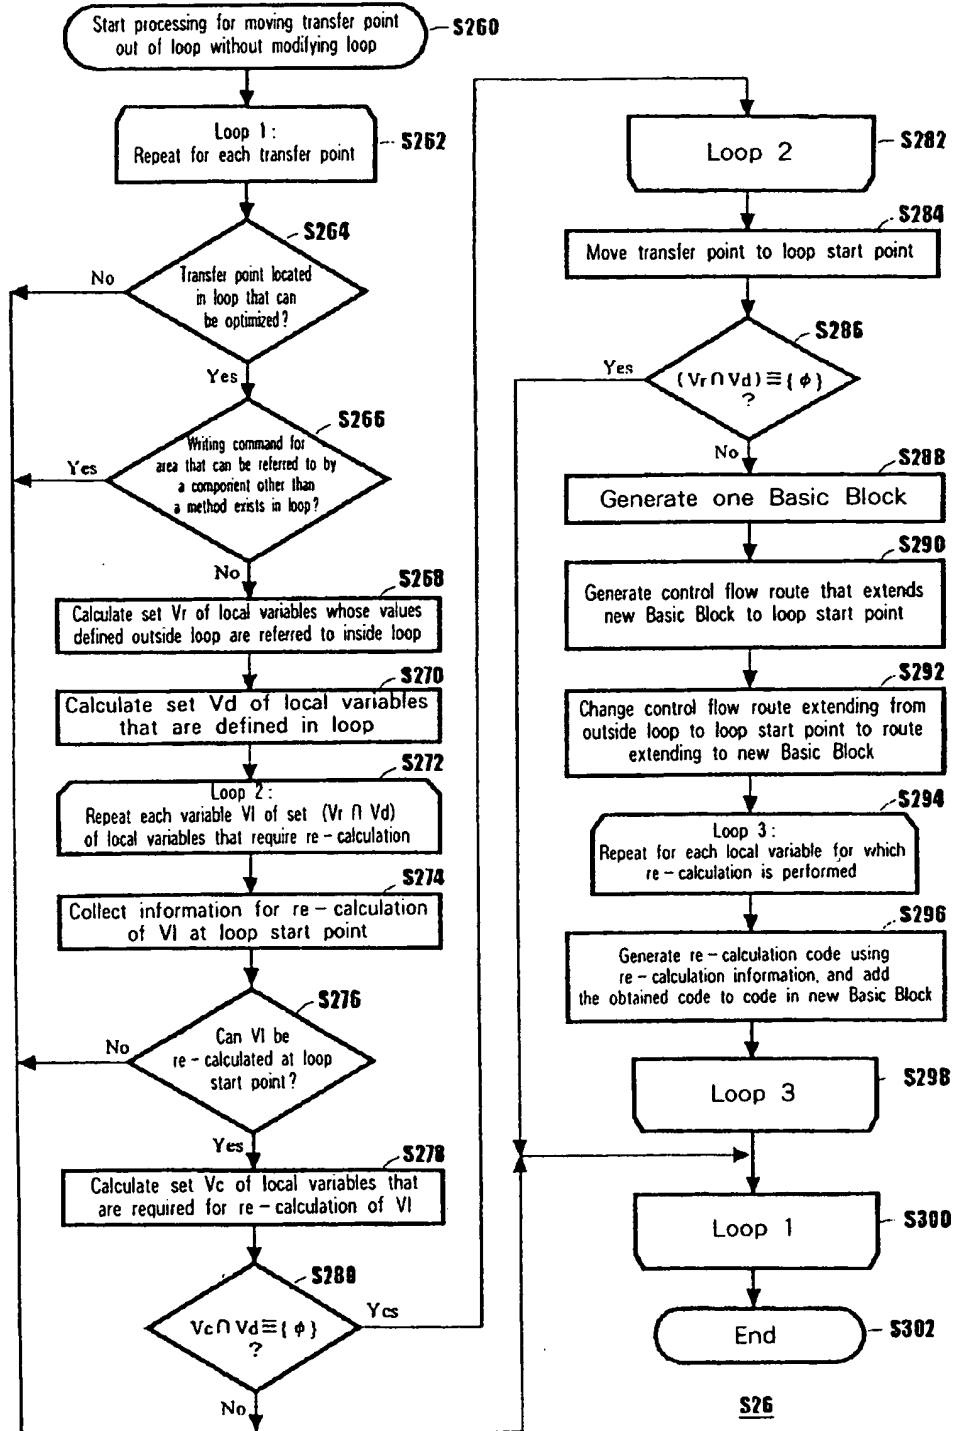 Start processing for moving transfer point
out of loop without modifying loop
S260
Loop 1 :
Repeat for each transfer point
S262
S264
Transfer point located
in loop that can
be optimized?
No
Yes
S266
Writing command for
area that can be referred to by
a component other than
a method exists in loop?
Yes
No
S268
Calculate set Vr of local variables whose values
defined outside loop are referred to inside loop
S270
Calculate set Vd of local variables
that are defined in loop
S272
Loop 2 :
Repeat each variable Vl of set (Vr ∩ Vd)
of local variables that require re-calculation
S274
Collect information for re-calculation
of Vl at loop start point
S276
Can Vl be
re-calculated at loop
start point?
No
Yes
S278
Calculate set Vc of local variables that
are required for re-calculation of Vl
S280
Vc ∩ Vd ≡ { φ }
?
Yes
No
Loop 2
S282
S284
Move transfer point to loop start point
S286
(Vr ∩ Vd) ≡ { φ }
?
Yes
No
S288
Generate one Basic Block
S290
Generate control flow route that extends
new Basic Block to loop start point
S292
Change control flow route extending from
outside loop to loop start point to route
extending to new Basic Block
S294
Loop 3 :
Repeat for each local variable for which
re-calculation is performed
S296
Generate re-calculation code using
re-calculation information, and add
the obtained code to code in new Basic Block
Loop 3
S298
Loop 1
S300
End
S302
S26